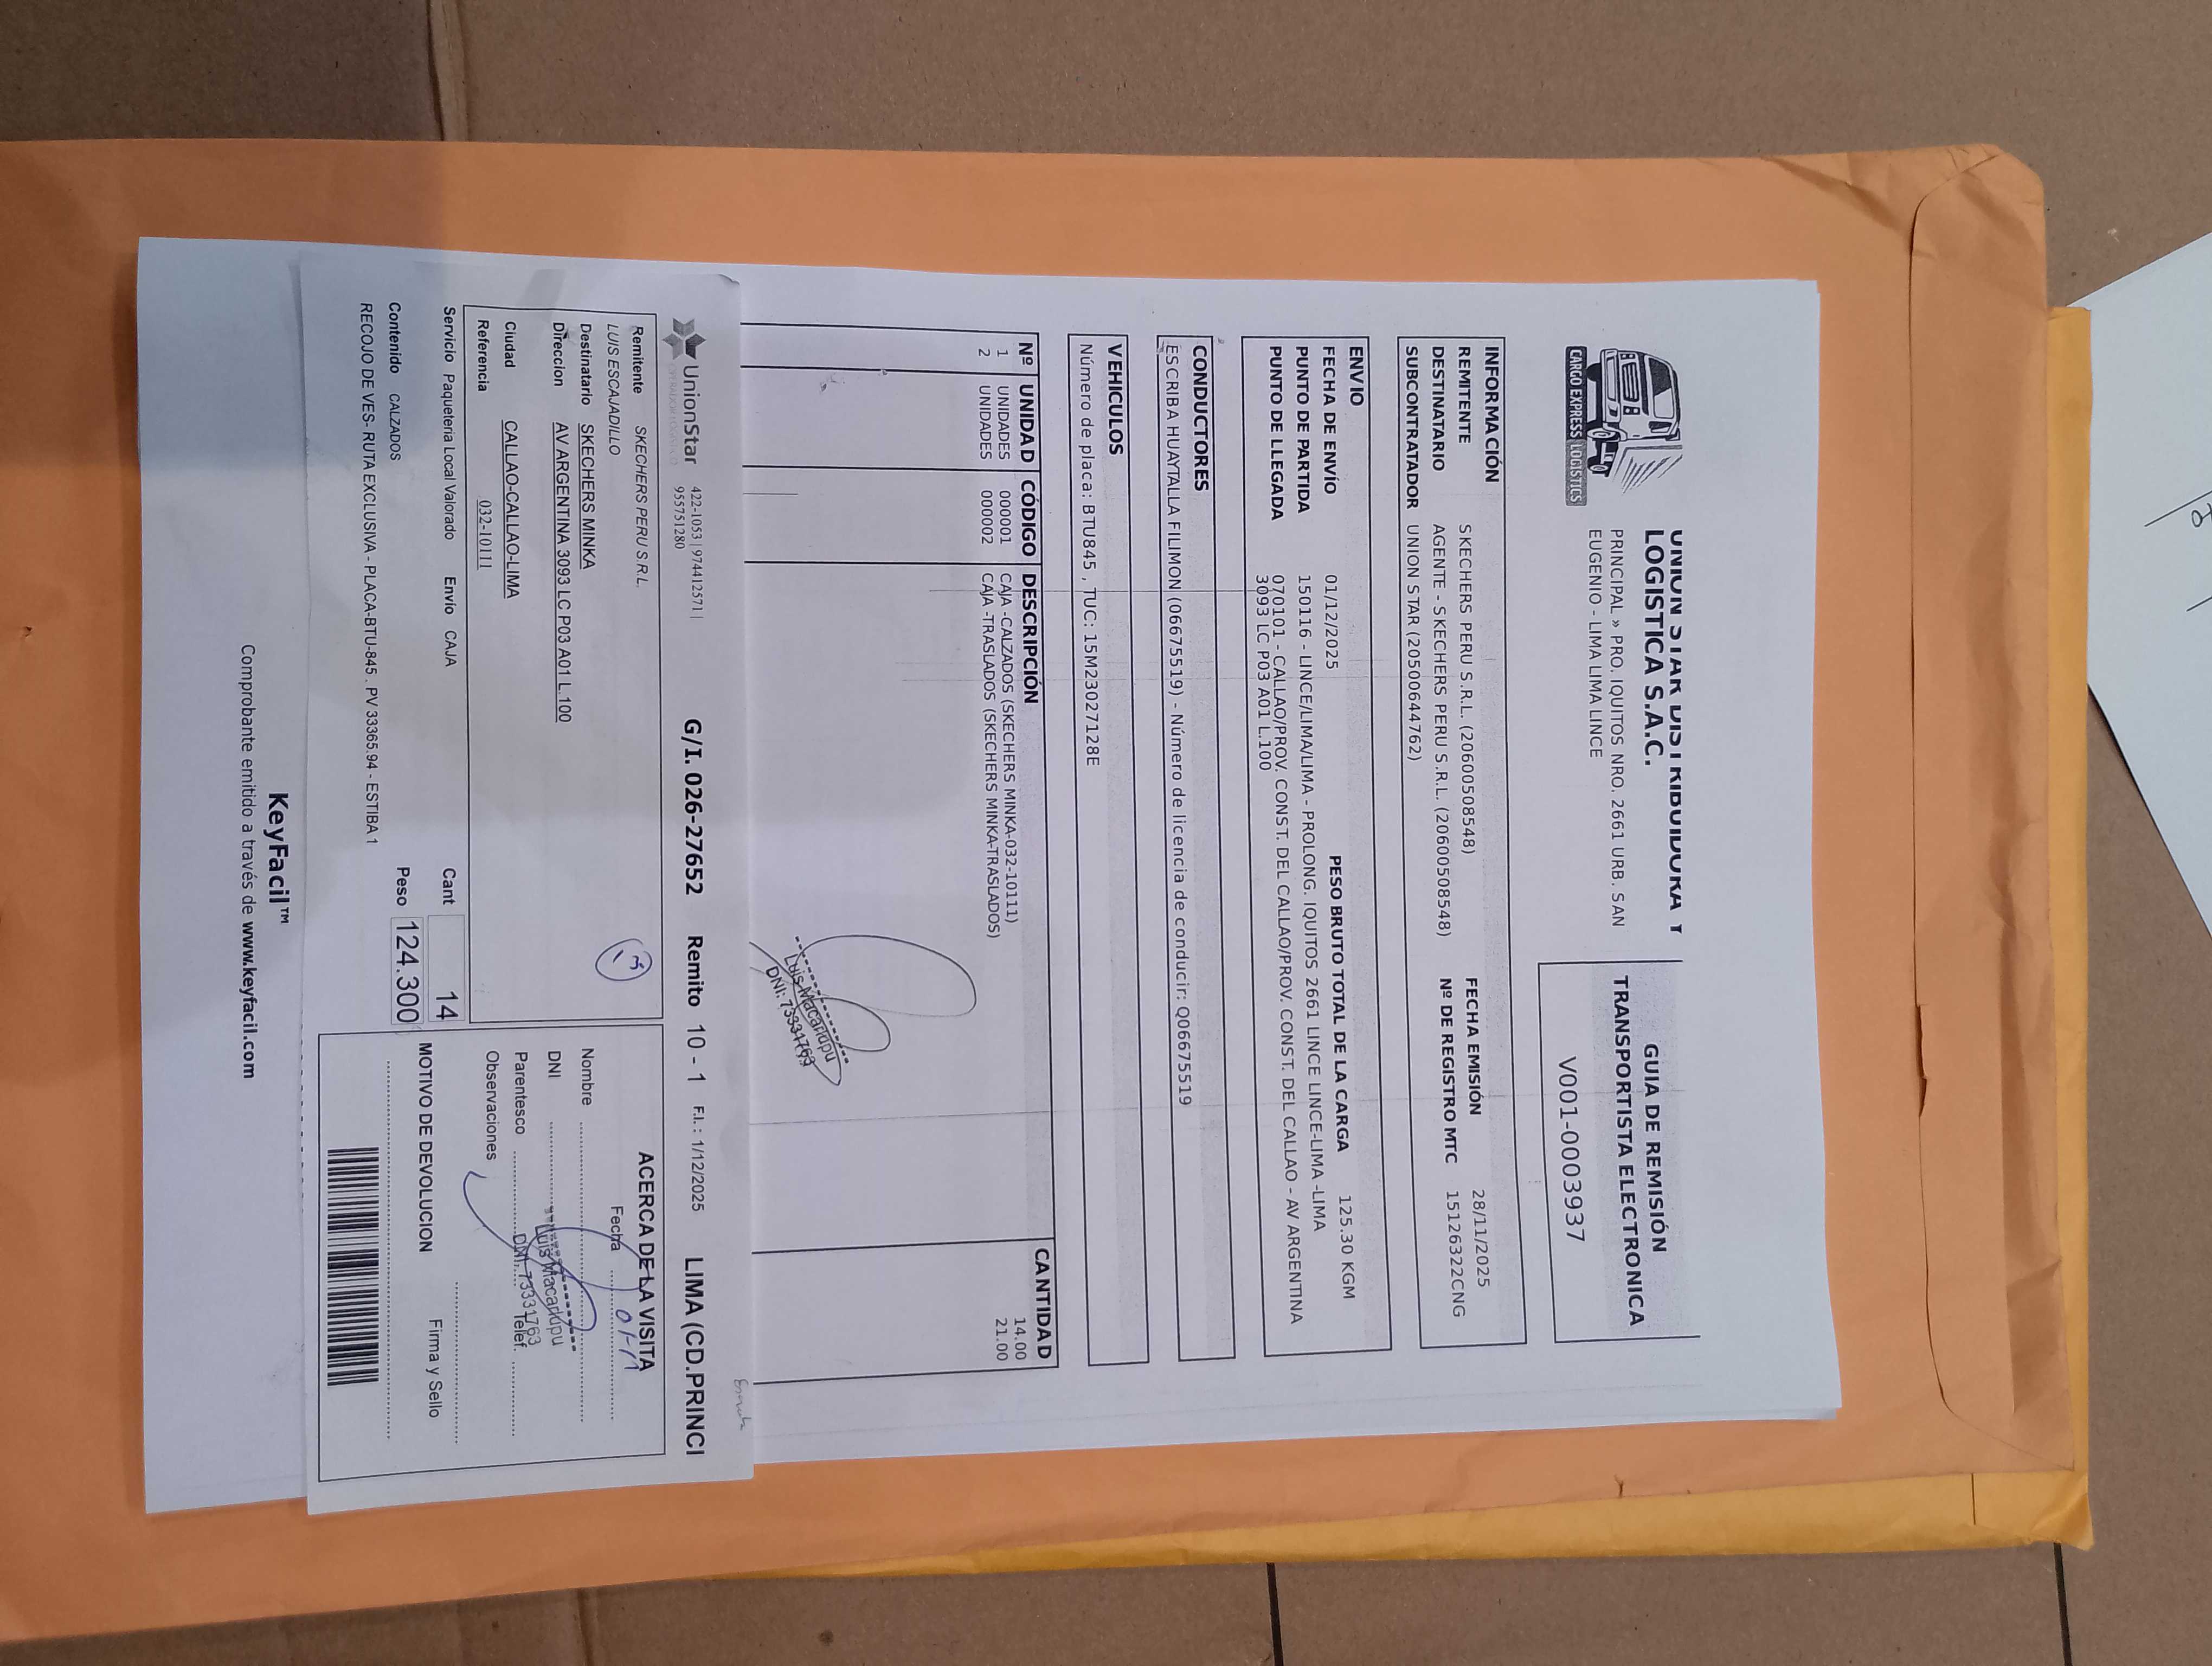 CARGO EXPRESS LOGISTICS
UNION STAR DISTRIBUIDORA Y
LOGISTICA S.A.C.
PRINCIPAL » PRO. IQUITOS NRO. 2661 URB. SAN
EUGENIO - LIMA LIMA LINCE
GUIA DE REMISIÓN
TRANSPORTISTA ELECTRONICA
V001-0003937
INFORMACIÓN
REMITENTE SKECHERS PERU S.R.L. (20600508548) FECHA EMISIÓN 28/11/2025
DESTINATARIO AGENTE - SKECHERS PERU S.R.L. (20600508548) Nº DE REGISTRO MTC 15126322CNG
SUBCONTRATADOR UNION STAR (20500644762)
ENVIO
FECHA DE ENVÍO 01/12/2025 PESO BRUTO TOTAL DE LA CARGA 125.30 KGM
PUNTO DE PARTIDA 150116 - LINCE/LIMA/LIMA - PROLONG. IQUITOS 2661 LINCE LINCE-LIMA -LIMA
PUNTO DE LLEGADA 070101 - CALLAO/PROV. CONST. DEL CALLAO/PROV. CONST. DEL CALLAO - AV ARGENTINA
3093 LC P03 A01 L.100
CONDUCTORES
ESCRIBA HUAYTALLA FILIMON (06675519) - Número de licencia de conducir: Q06675519
VEHICULOS
Número de placa: BTU845 , TUC: 15M23027128E
Nº UNIDAD CÓDIGO DESCRIPCIÓN CANTIDAD
1 UNIDADES 000001 CAJA -CALZADOS (SKECHERS MINKA-032-10111) 14.00
2 UNIDADES 000002 CAJA -TRASLADOS (SKECHERS MINKA-TRASLADOS) 21.00
Luis Macarlupu
DNI: 73331763
UnionStar
OPERADOR LOGISTICO
422-1053 | 974412571 |
955751280
G/I. 026-27652 Remito 10 - 1 F.I. : 1/12/2025 LIMA (CD.PRINCI
Remitente SKECHERS PERU S.R.L.
LUIS ESCAJADILLO
Destinatario SKECHERS MINKA
Direccion AV ARGENTINA 3093 LC P03 A01 L.100
Ciudad CALLAO-CALLAO-LIMA
Referencia 032-10111
Servicio Paqueteria Local Valorado Envio CAJA Cant 14
Contenido CALZADOS Peso 124.300
RECOJO DE VES- RUTA EXCLUSIVA - PLACA-BTU-845 . PV 33365.94 - ESTIBA 1
ACERCA DE LA VISITA
Fecha
Nombre
DNI
Luis Macarlupu
Parentesco DNI: 73331763 Telef.
Observaciones
Firma y Sello
MOTIVO DE DEVOLUCION
KeyFacil™
Comprobante emitido a través de www.keyfacil.com